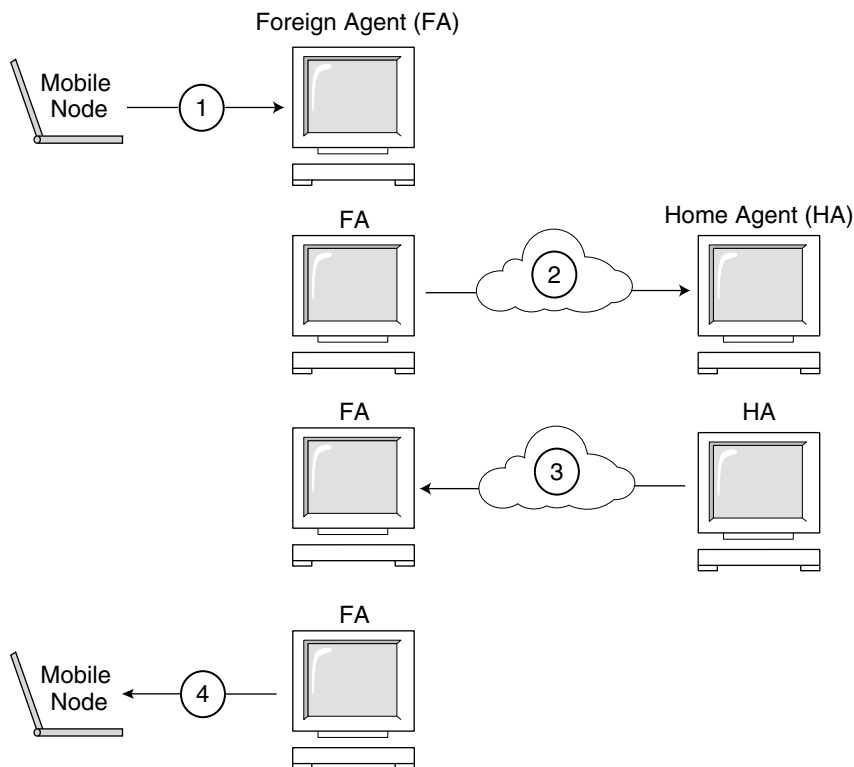 Foreign Agent (FA)
Mobile
Node
1
FA
Home Agent (HA)
2
FA
HA
3
FA
Mobile
Node
4